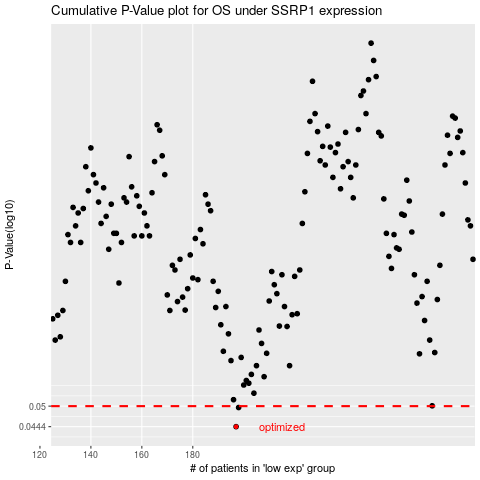 Cumulative P-Value plot for OS under SSRP1 expression
P-Value(log10)
0.05
0.0444
optimized
120 140 160 180
# of patients in 'low exp' group